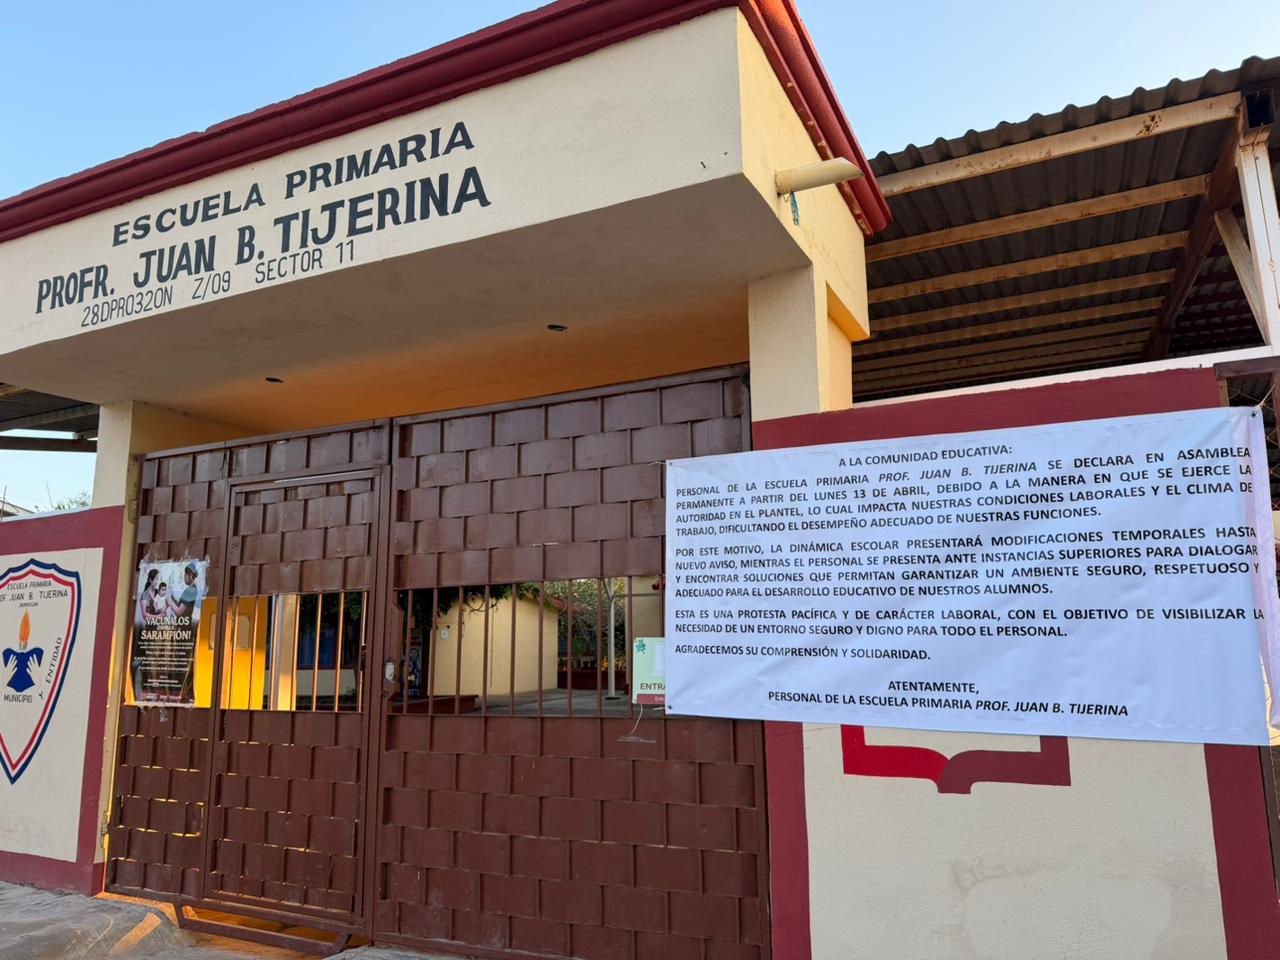 ESCUELA PRIMARIA
PROFR. JUAN B. TIJERINA
28DPR0320N Z/09 SECTOR 11
A LA COMUNIDAD EDUCATIVA:
PERSONAL DE LA ESCUELA PRIMARIA PROF. JUAN B. TIJERINA SE DECLARA EN ASAMBLEA
PERMANENTE A PARTIR DEL LUNES 13 DE ABRIL, DEBIDO A LA MANERA EN QUE SE EJERCE LA
AUTORIDAD EN EL PLANTEL, LO CUAL IMPACTA NUESTRAS CONDICIONES LABORALES Y EL CLIMA DE
TRABAJO, DIFICULTANDO EL DESEMPEÑO ADECUADO DE NUESTRAS FUNCIONES.
POR ESTE MOTIVO, LA DINÁMICA ESCOLAR PRESENTARÁ MODIFICACIONES TEMPORALES HASTA
NUEVO AVISO, MIENTRAS EL PERSONAL SE PRESENTA ANTE INSTANCIAS SUPERIORES PARA DIALOGAR
Y ENCONTRAR SOLUCIONES QUE PERMITAN GARANTIZAR UN AMBIENTE SEGURO, RESPETUOSO Y
ADECUADO PARA EL DESARROLLO EDUCATIVO DE NUESTROS ALUMNOS.
ESTA ES UNA PROTESTA PACÍFICA Y DE CARÁCTER LABORAL, CON EL OBJETIVO DE VISIBILIZAR LA
NECESIDAD DE UN ENTORNO SEGURO Y DIGNO PARA TODO EL PERSONAL.
AGRADECEMOS SU COMPRENSIÓN Y SOLIDARIDAD.
ATENTAMENTE,
PERSONAL DE LA ESCUELA PRIMARIA PROF. JUAN B. TIJERINA
ESCUELA PRIMARIA
PROF. JUAN B. TIJERINA
MUNICIPIO Y ENTIDAD
VACÚNALOS
CONTRA EL
SARAMPIÓN!
ENTRA